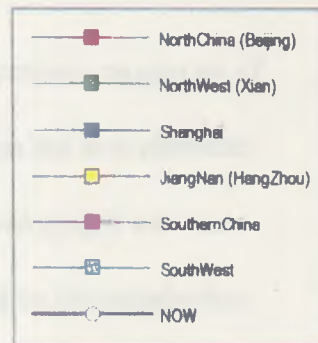 NorthChina (Beijing)
NorthWest (Xian)
Shanghai
JiangNan (HangZhou)
SouthernChina
SouthWest
NOW